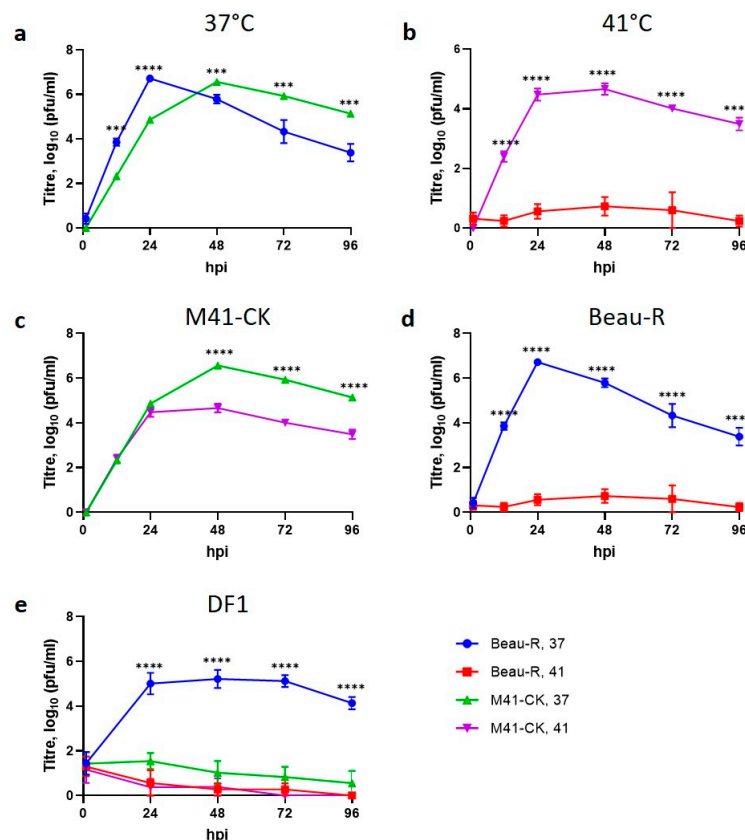 a 37°C
Titre, log10 (pfu/ml)
8
6
4
2
0
0 24 48 72 96
hpi
*** **** *** *** ***
b 41°C
Titre, log10 (pfu/ml)
6
4
2
0
0 24 48 72 96
hpi
**** **** **** **** ***
c M41-CK
Titre, log10 (pfu/ml)
8
6
4
2
0
0 24 48 72 96
hpi
**** **** ****
d Beau-R
Titre, log10 (pfu/ml)
8
6
4
2
0
0 24 48 72 96
hpi
**** **** **** **** ***
e DF1
Titre, log10 (pfu/ml)
8
6
4
2
0
0 24 48 72 96
hpi
**** **** **** ****
Beau-R, 37
Beau-R, 41
M41-CK, 37
M41-CK, 41